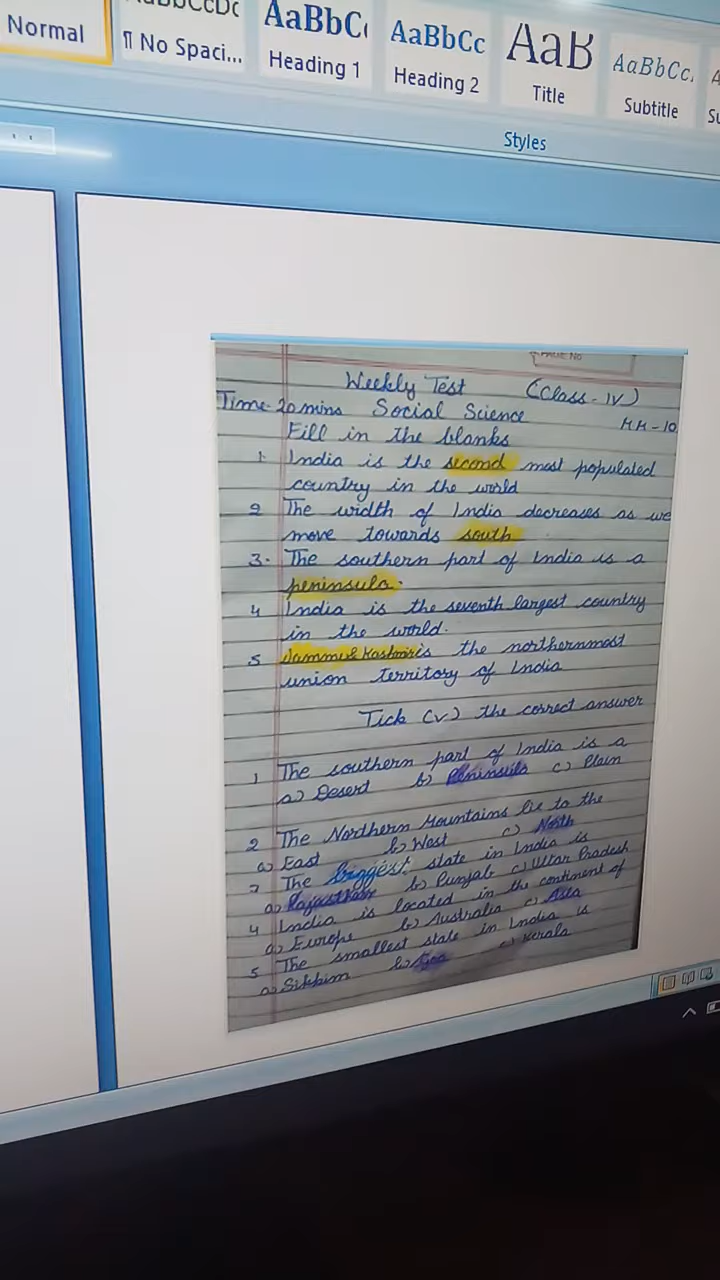 Normal
¶ No Spaci...
AaBbC
Heading 1
AaBbCc
Heading 2
AaB
Title
AaBbCc.
Subtitle
Styles
PAGE No
Weekly Test (Class - IV)
Time - 20 mins Social Science MM - 10
Fill in the blanks
1. India is the second most populated
country in the world
2 The width of India decreases as we
move towards south
3. The southern part of India is a
peninsula.
4 India is the seventh largest country
in the world.
5 Jammu & Kashmir is the northernmost
union territory of India
Tick (✓) the correct answer
1 The southern part of India is a
a) Desert b) Peninsula c) Plain
2 The Northern Mountains lie to the
a) East b) West c) North
3 The biggest state in India is
a) Rajasthan b) Punjab c) Uttar Pradesh
4 India is located in the continent of
a) Europe b) Australia c) Asia
5 The smallest state in India is
a) Sikkim b) Goa c) Kerala